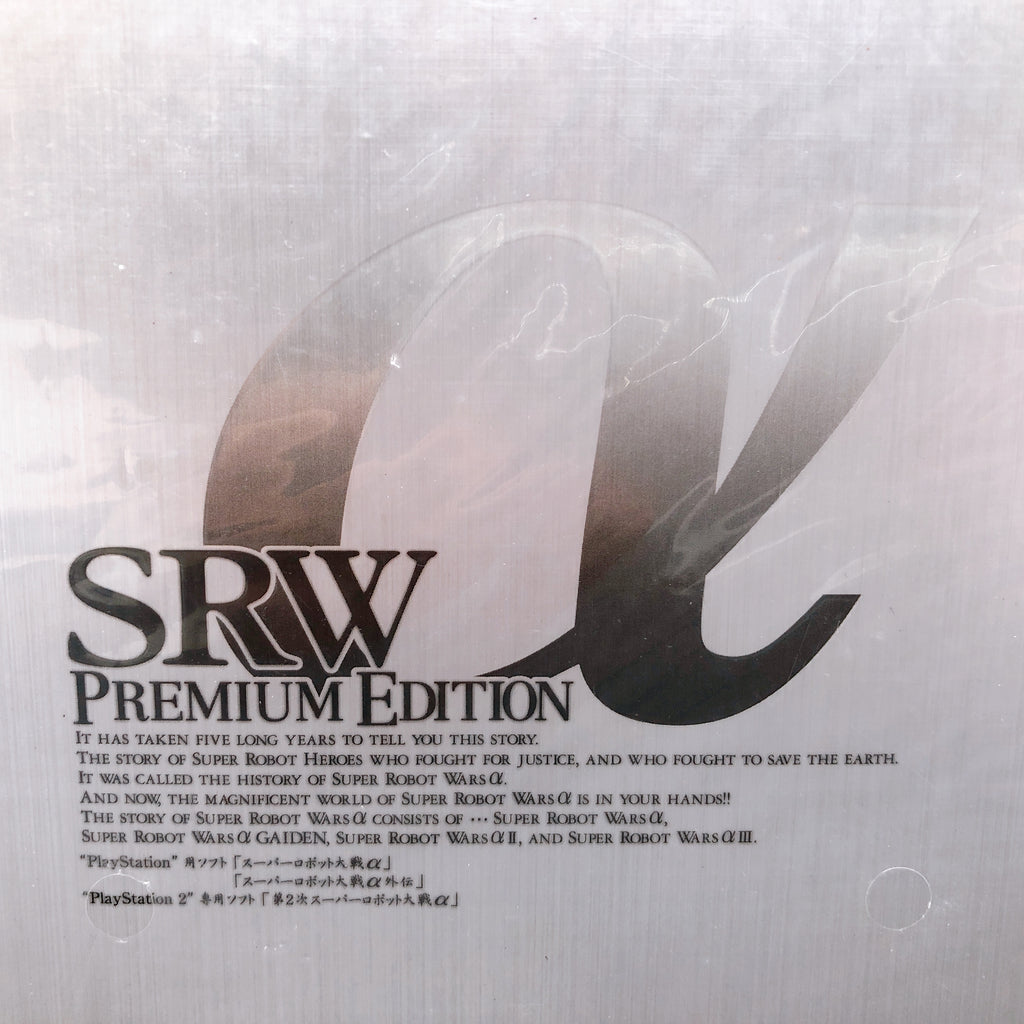 α
SRW
PREMIUM EDITION
IT HAS TAKEN FIVE LONG YEARS TO TELL YOU THIS STORY.
THE STORY OF SUPER ROBOT HEROES WHO FOUGHT FOR JUSTICE, AND WHO FOUGHT TO SAVE THE EARTH.
IT WAS CALLED THE HISTORY OF SUPER ROBOT WARS α.
AND NOW, THE MAGNIFICENT WORLD OF SUPER ROBOT WARS α IS IN YOUR HANDS!!
THE STORY OF SUPER ROBOT WARS α CONSISTS OF ··· SUPER ROBOT WARS α,
SUPER ROBOT WARS α GAIDEN, SUPER ROBOT WARS α II, AND SUPER ROBOT WARS α III.
"PlayStation" 用ソフト「スーパーロボット大戦α」
「スーパーロボット大戦α外伝」
"PlayStation 2" 専用ソフト「第2次スーパーロボット大戦α」